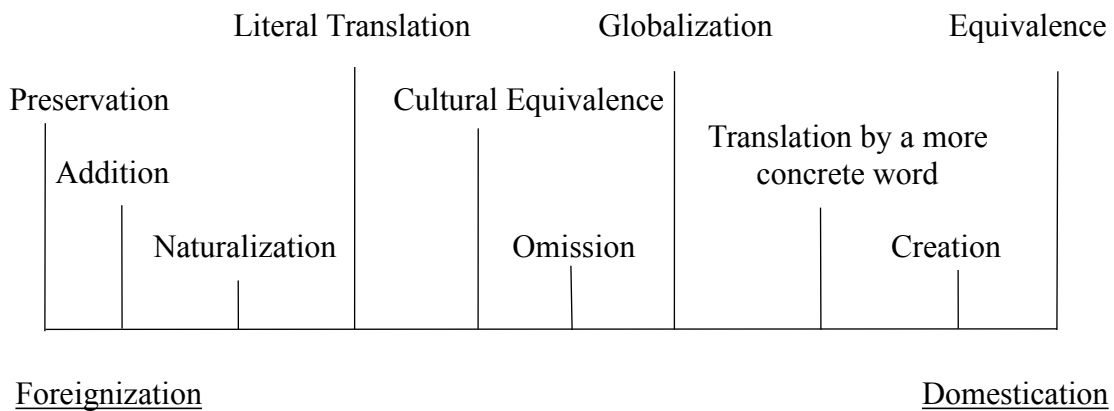 Literal Translation Globalization Equivalence
Preservation Cultural Equivalence
Translation by a more
concrete word
Addition
Naturalization Omission Creation
Foreignization Domestication